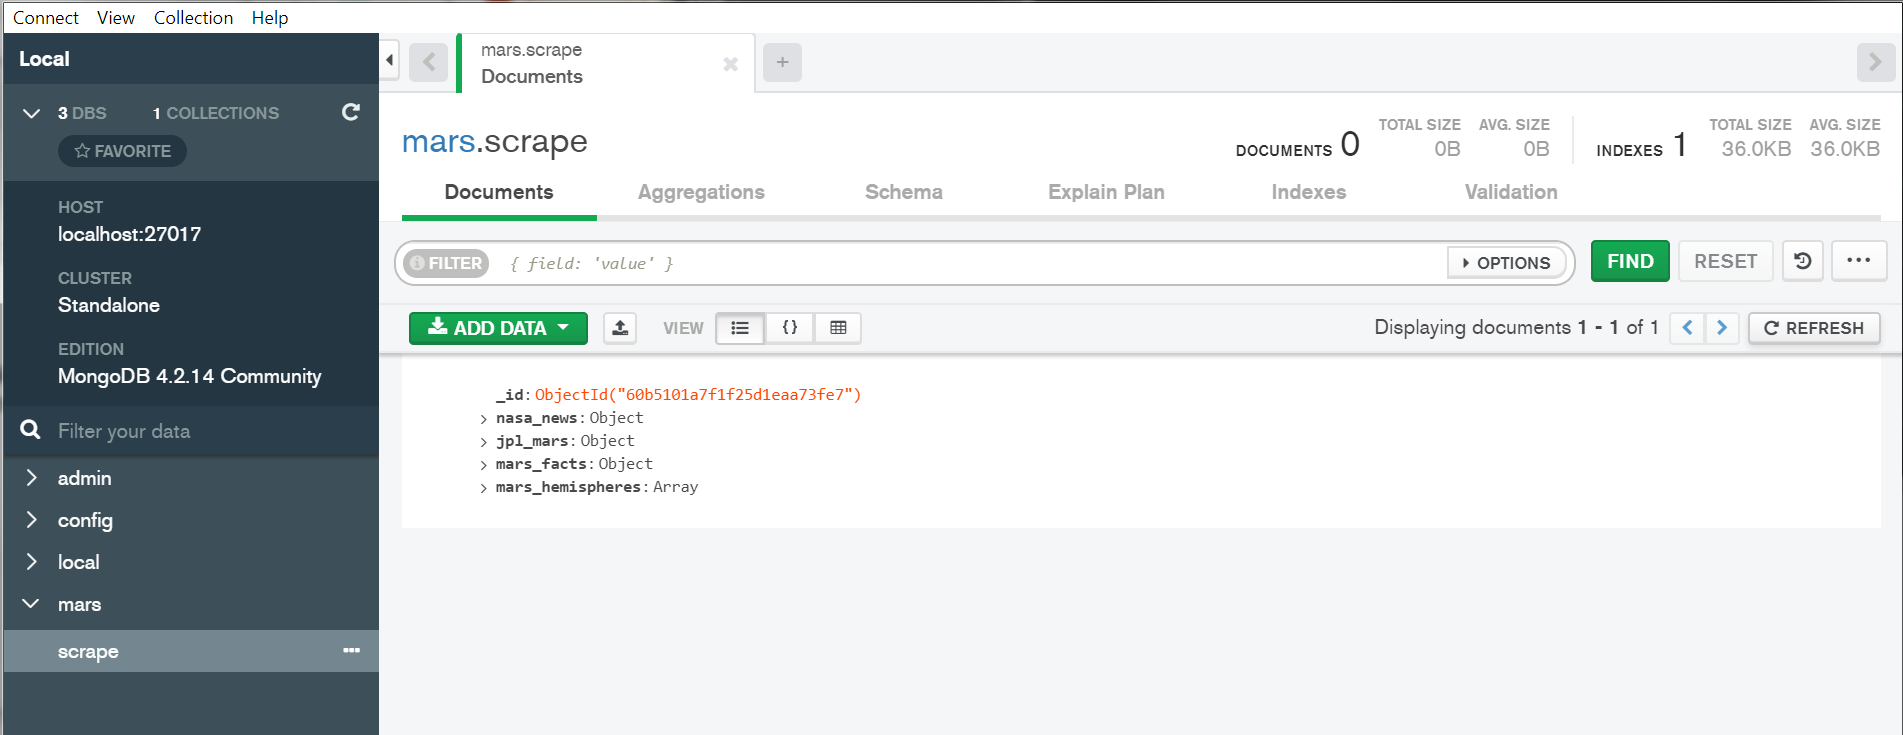 Connect View Collection Help
Local
3 DBS 1 COLLECTIONS
FAVORITE
HOST
localhost:27017
CLUSTER
Standalone
EDITION
MongoDB 4.2.14 Community
Filter your data
admin
config
local
mars
scrape
mars.scrape
Documents
mars.scrape
DOCUMENTS 0 TOTAL SIZE 0B AVG. SIZE 0B INDEXES 1 TOTAL SIZE 36.0KB AVG. SIZE 36.0KB
Documents Aggregations Schema Explain Plan Indexes Validation
FILTER { field: 'value' } OPTIONS FIND RESET
ADD DATA VIEW {} Displaying documents 1 - 1 of 1 REFRESH
_id: ObjectId("60b5101a7f1f25d1eaa73fe7")
nasa_news: Object
jpl_mars: Object
mars_facts: Object
mars_hemispheres: Array